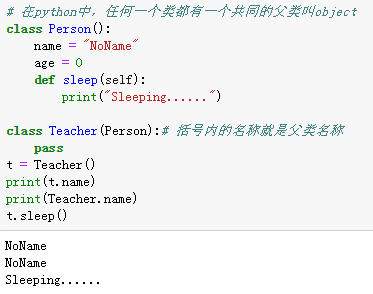 # 在python中，任何一个类都有一个共同的父类叫object
class Person():
    name = "NoName"
    age = 0
    def sleep(self):
        print("Sleeping......")

class Teacher(Person):# 括号内的名称就是父类名称
    pass
t = Teacher()
print(t.name)
print(Teacher.name)
t.sleep()
NoName
NoName
Sleeping......